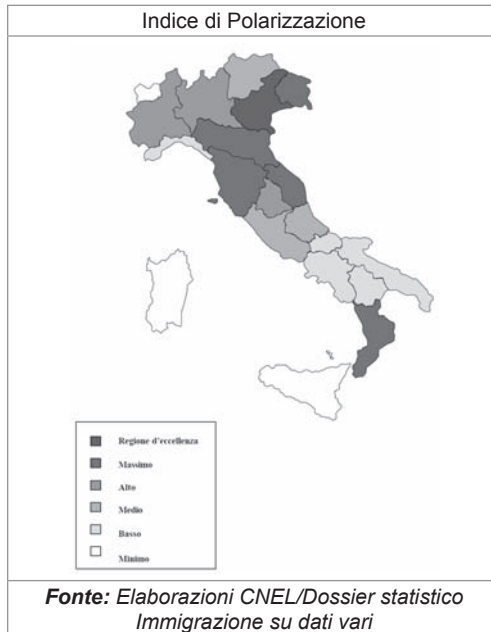 Indice di Polarizzazione
Regione d'eccellenza
Massimo
Alto
Medio
Basso
Minimo
Fonte: Elaborazioni CNEL/Dossier statistico
Immigrazione su dati vari